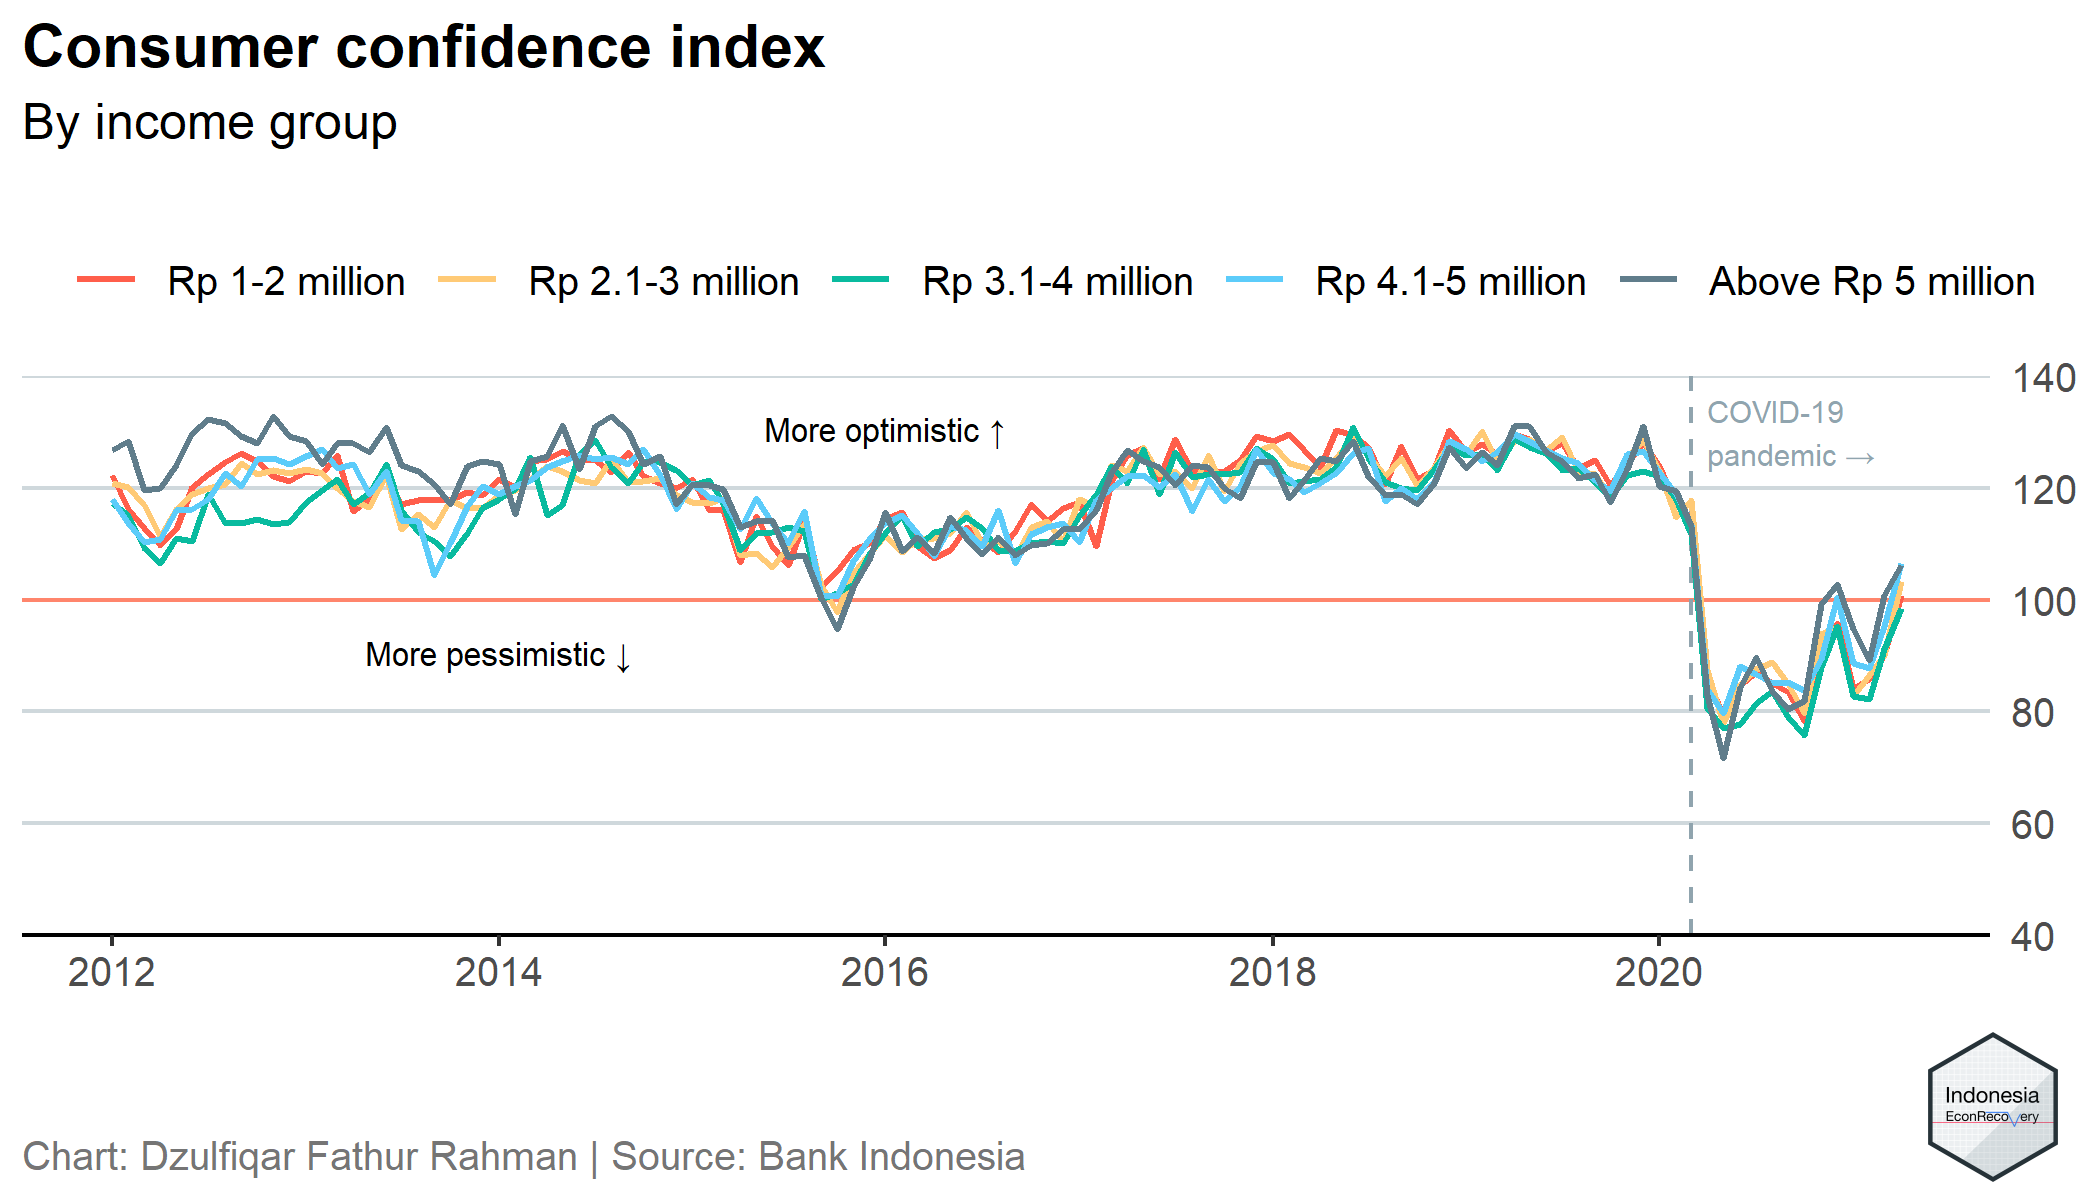 Consumer confidence index
By income group
Rp 1-2 million
Rp 2.1-3 million
Rp 3.1-4 million
Rp 4.1-5 million
Above Rp 5 million
140
COVID-19
pandemic →
More optimistic ↑
120
100
More pessimistic ↓
80
60
40
2012
2014
2016
2018
2020
Indonesia
EconRecovery
Chart: Dzulfiqar Fathur Rahman | Source: Bank Indonesia